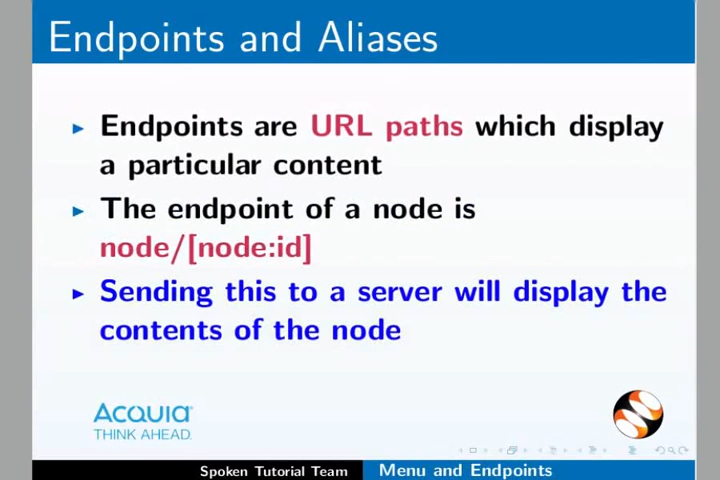 Endpoints and Aliases
Endpoints are URL paths which display
a particular content
The endpoint of a node is
node/[node:id]
Sending this to a server will display the
contents of the node
ACQUIA
THINK AHEAD.
Spoken Tutorial Team Menu and Endpoints